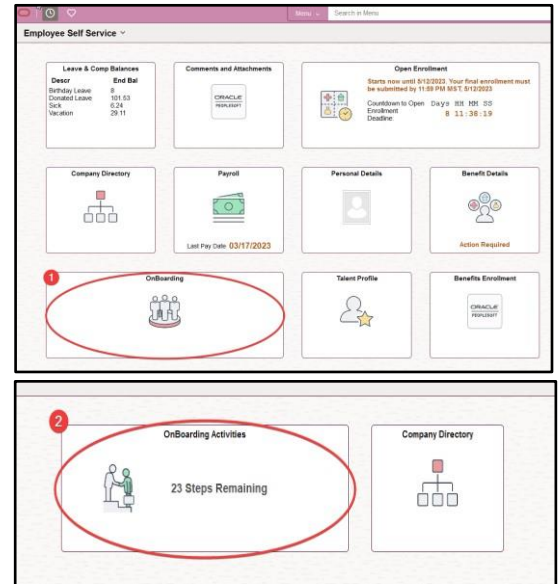 Menu
Search in Menu
Employee Self Service
Leave & Comp Balances
Descr End Bal
Birthday Leave 8
Donated Leave 101.53
Sick 6.24
Vacation 29.11
Comments and Attachments
ORACLE
PEOPLESOFT
Open Enrollment
Starts now until 5/12/2023. Your final enrollment must
be submitted by 11:59 PM MST, 5/12/2023
Countdown to Open
Enrollment
Deadline:
Days HH MM SS
8 11:38:19
Company Directory
Payroll
Last Pay Date 03/17/2023
Personal Details
Benefit Details
Action Required
1
OnBoarding
Talent Profile
Benefits Enrollment
ORACLE
PEOPLESOFT
2
OnBoarding Activities
23 Steps Remaining
Company Directory